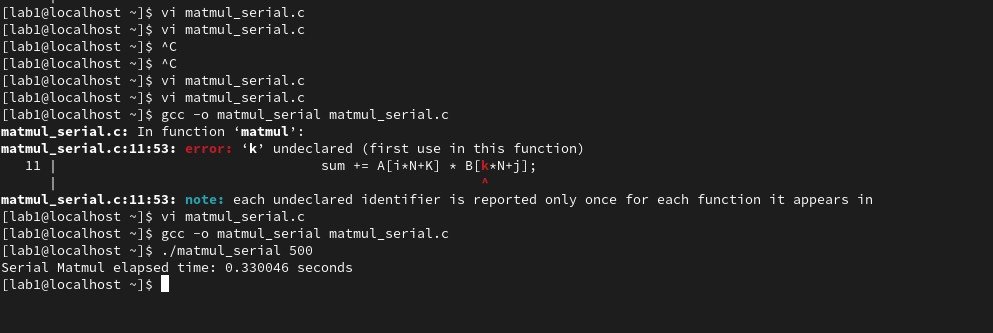 [lab1@localhost ~]$ vi matmul_serial.c
[lab1@localhost ~]$ vi matmul_serial.c
[lab1@localhost ~]$ ^C
[lab1@localhost ~]$ ^C
[lab1@localhost ~]$ vi matmul_serial.c
[lab1@localhost ~]$ vi matmul_serial.c
[lab1@localhost ~]$ gcc -o matmul_serial matmul_serial.c
matmul_serial.c: In function ‘matmul’:
matmul_serial.c:11:53: error: ‘k’ undeclared (first use in this function)
   11 |                                 sum += A[i*N+K] * B[k*N+j];
      |                                                     ^
matmul_serial.c:11:53: note: each undeclared identifier is reported only once for each function it appears in
[lab1@localhost ~]$ vi matmul_serial.c
[lab1@localhost ~]$ gcc -o matmul_serial matmul_serial.c
[lab1@localhost ~]$ ./matmul_serial 500
Serial Matmul elapsed time: 0.330046 seconds
[lab1@localhost ~]$